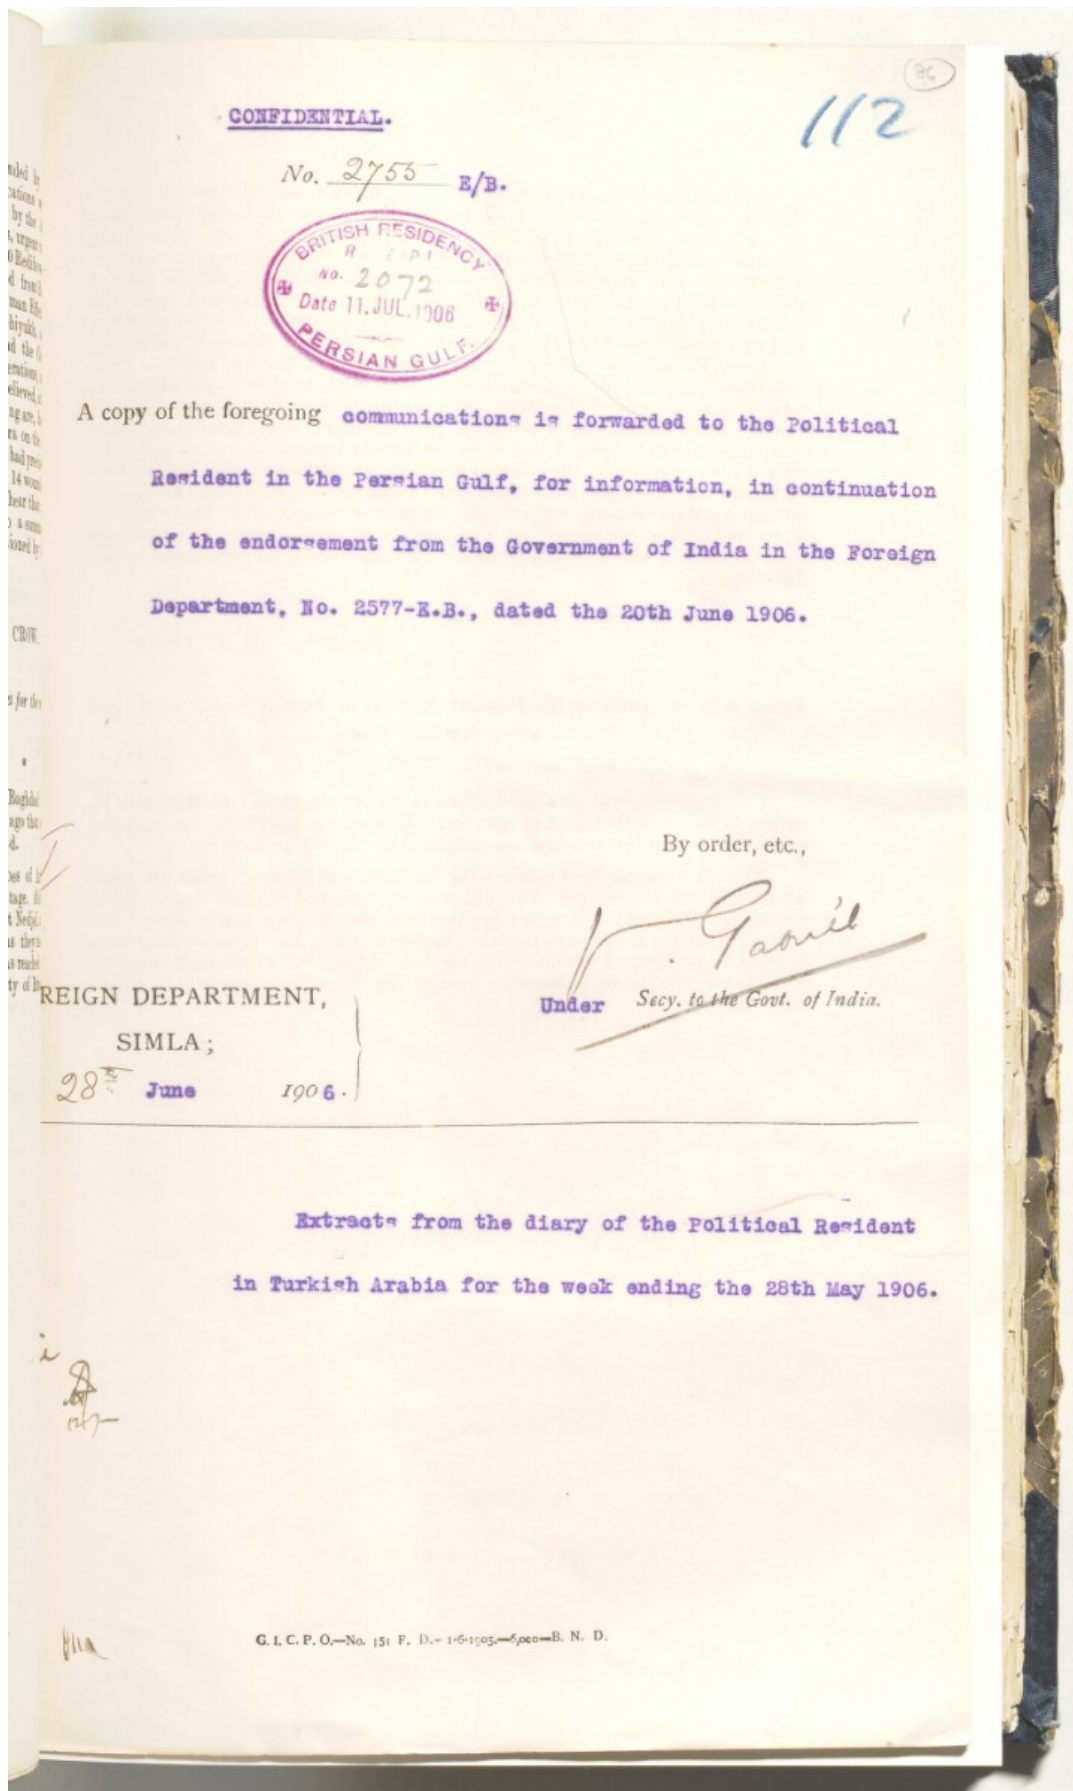 112
CONFIDENTIAL.
No. 2755 E/B.
BRITISH RESIDENCY
No. 2072
Date 11. JUL. 1906
PERSIAN GULF.
A copy of the foregoing communications is forwarded to the Political
Resident in the Persian Gulf, for information, in continuation
of the endorsement from the Government of India in the Foreign
Department, No. 2577-E.B., dated the 20th June 1906.
By order, etc.,
Under Secy. to the Govt. of India.
REIGN DEPARTMENT,
SIMLA;
28th June 1906.
Extracts from the diary of the Political Resident
in Turkish Arabia for the week ending the 28th May 1906.
G. I. C. P. O.—No. 151 F. D.—1-6-1905.—6,000—B. N. D.